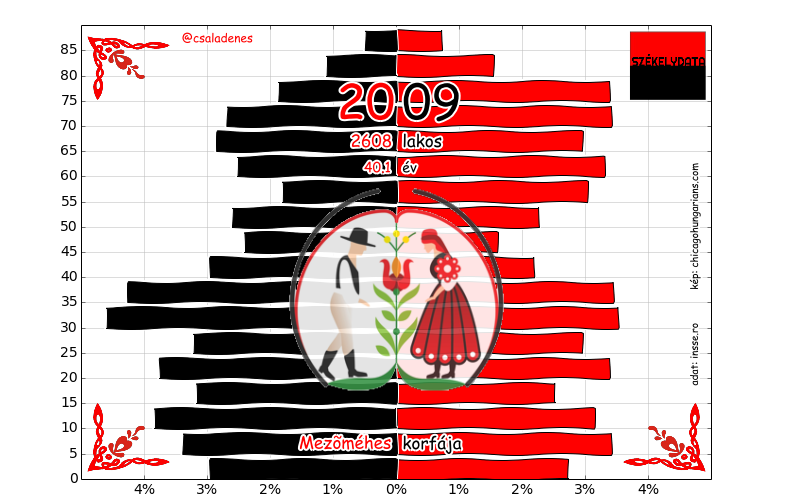 @csaladenes
SZÉKELYDATA
2009
2608 lakos
40.1 év
kép: chicagohungarians.com
adat: insse.ro
Mezőméhes korfája
85
80
75
70
65
60
55
50
45
40
35
30
25
20
15
10
5
0
4% 3% 2% 1% 0% 1% 2% 3% 4%